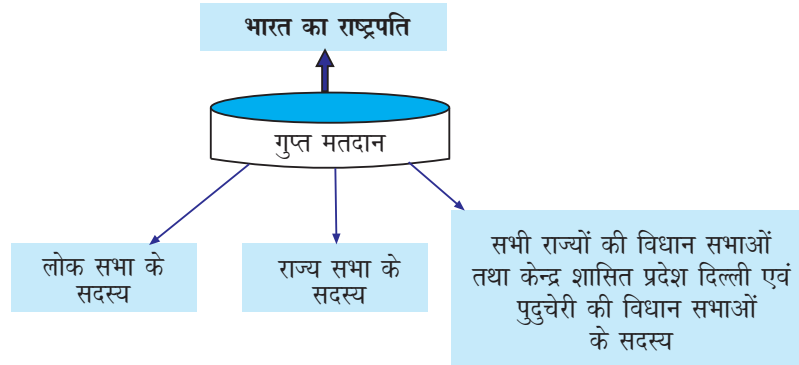 भारत का राष्ट्रपति
गुप्त मतदान
लोक सभा के
सदस्य
राज्य सभा के
सदस्य
सभी राज्यों की विधान सभाओं
तथा केन्द्र शासित प्रदेश दिल्ली एवं
पुदुचेरी की विधान सभाओं
के सदस्य